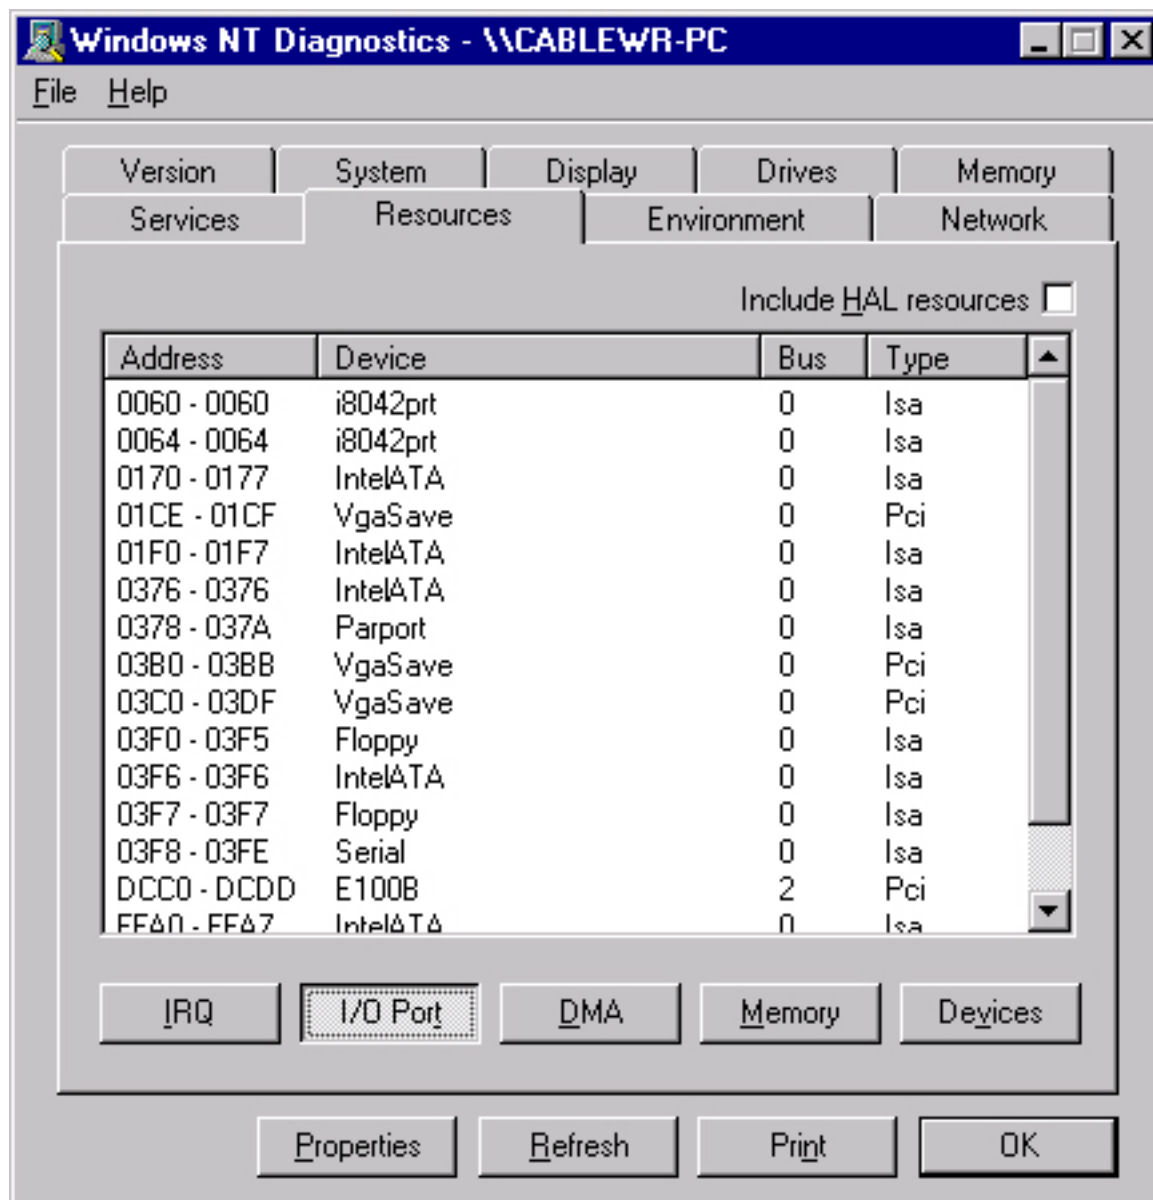 Windows NT Diagnostics - \\CABLEWR-PC
File Help
Version System Display Drives Memory
Services Resources Environment Network
Include HAL resources
Address Device Bus Type
0060 - 0060 i8042prt 0 Isa
0064 - 0064 i8042prt 0 Isa
0170 - 0177 IntelATA 0 Isa
01CE - 01CF VgaSave 0 Pci
01F0 - 01F7 IntelATA 0 Isa
0376 - 0376 IntelATA 0 Isa
0378 - 037A Parport 0 Isa
03B0 - 03BB VgaSave 0 Pci
03C0 - 03DF VgaSave 0 Pci
03F0 - 03F5 Floppy 0 Isa
03F6 - 03F6 IntelATA 0 Isa
03F7 - 03F7 Floppy 0 Isa
03F8 - 03FE Serial 0 Isa
DCC0 - DCDD E100B 2 Pci
FFA0 - FFA7 IntelATA 0 Isa
IRQ I/O Port DMA Memory Devices
Properties Refresh Print OK